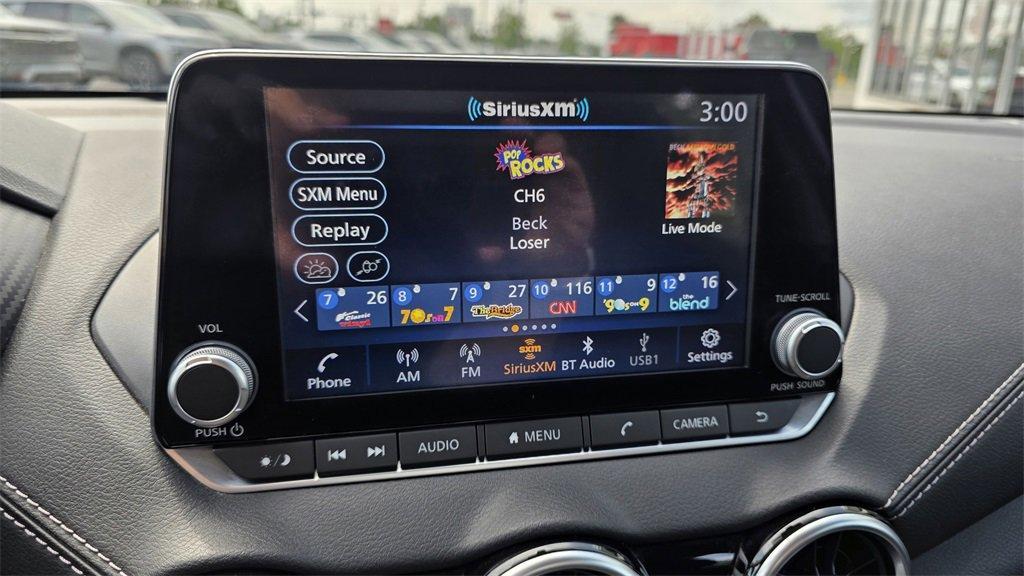 SiriusXM
3:00
Source
SXM Menu
Replay
POP ROCKS
CH6
Beck
Loser
Live Mode
7 26
8 7
9 27
10 116
11 9
12 16
Classic
70s on 7
The Bridge
CNN
'90s on 9
the blend
Phone
AM
FM
sxm
SiriusXM
BT Audio
USB1
Settings
VOL
PUSH
TUNE·SCROLL
PUSH·SOUND
AUDIO
MENU
CAMERA